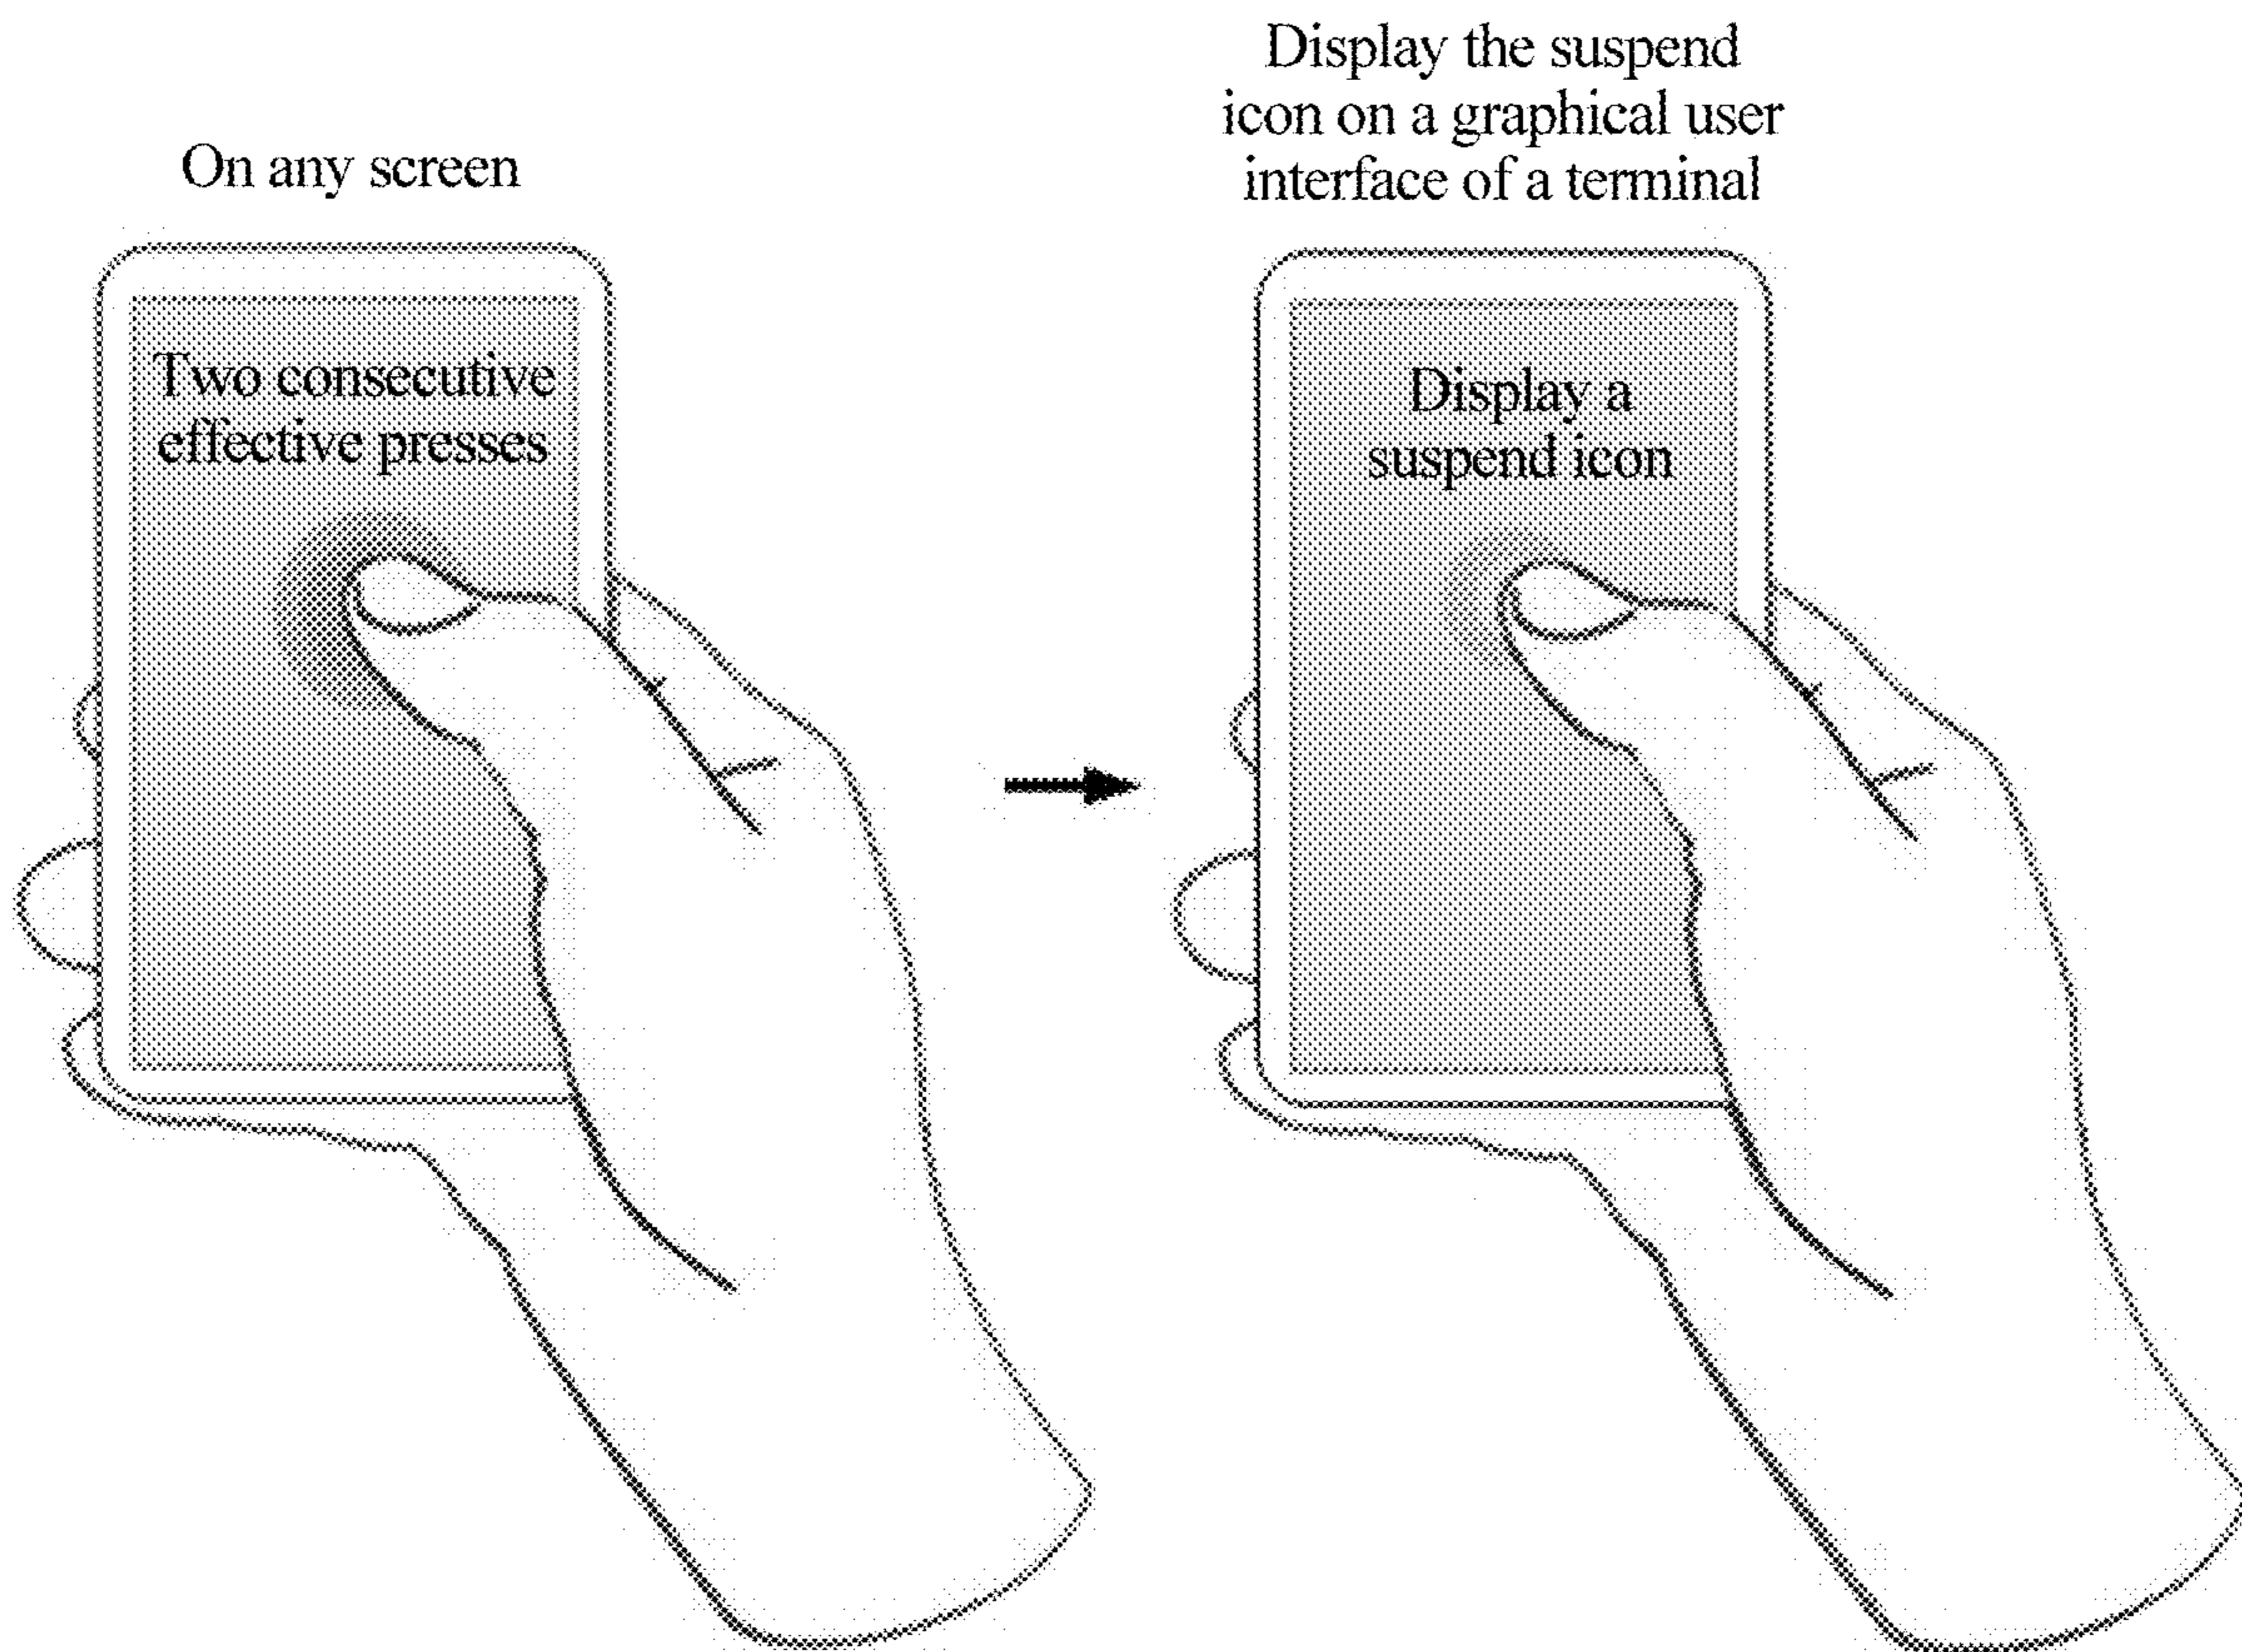 On any screen
Two consecutive
effective presses
Display the suspend
icon on a graphical user
interface of a terminal
Display a
suspend icon